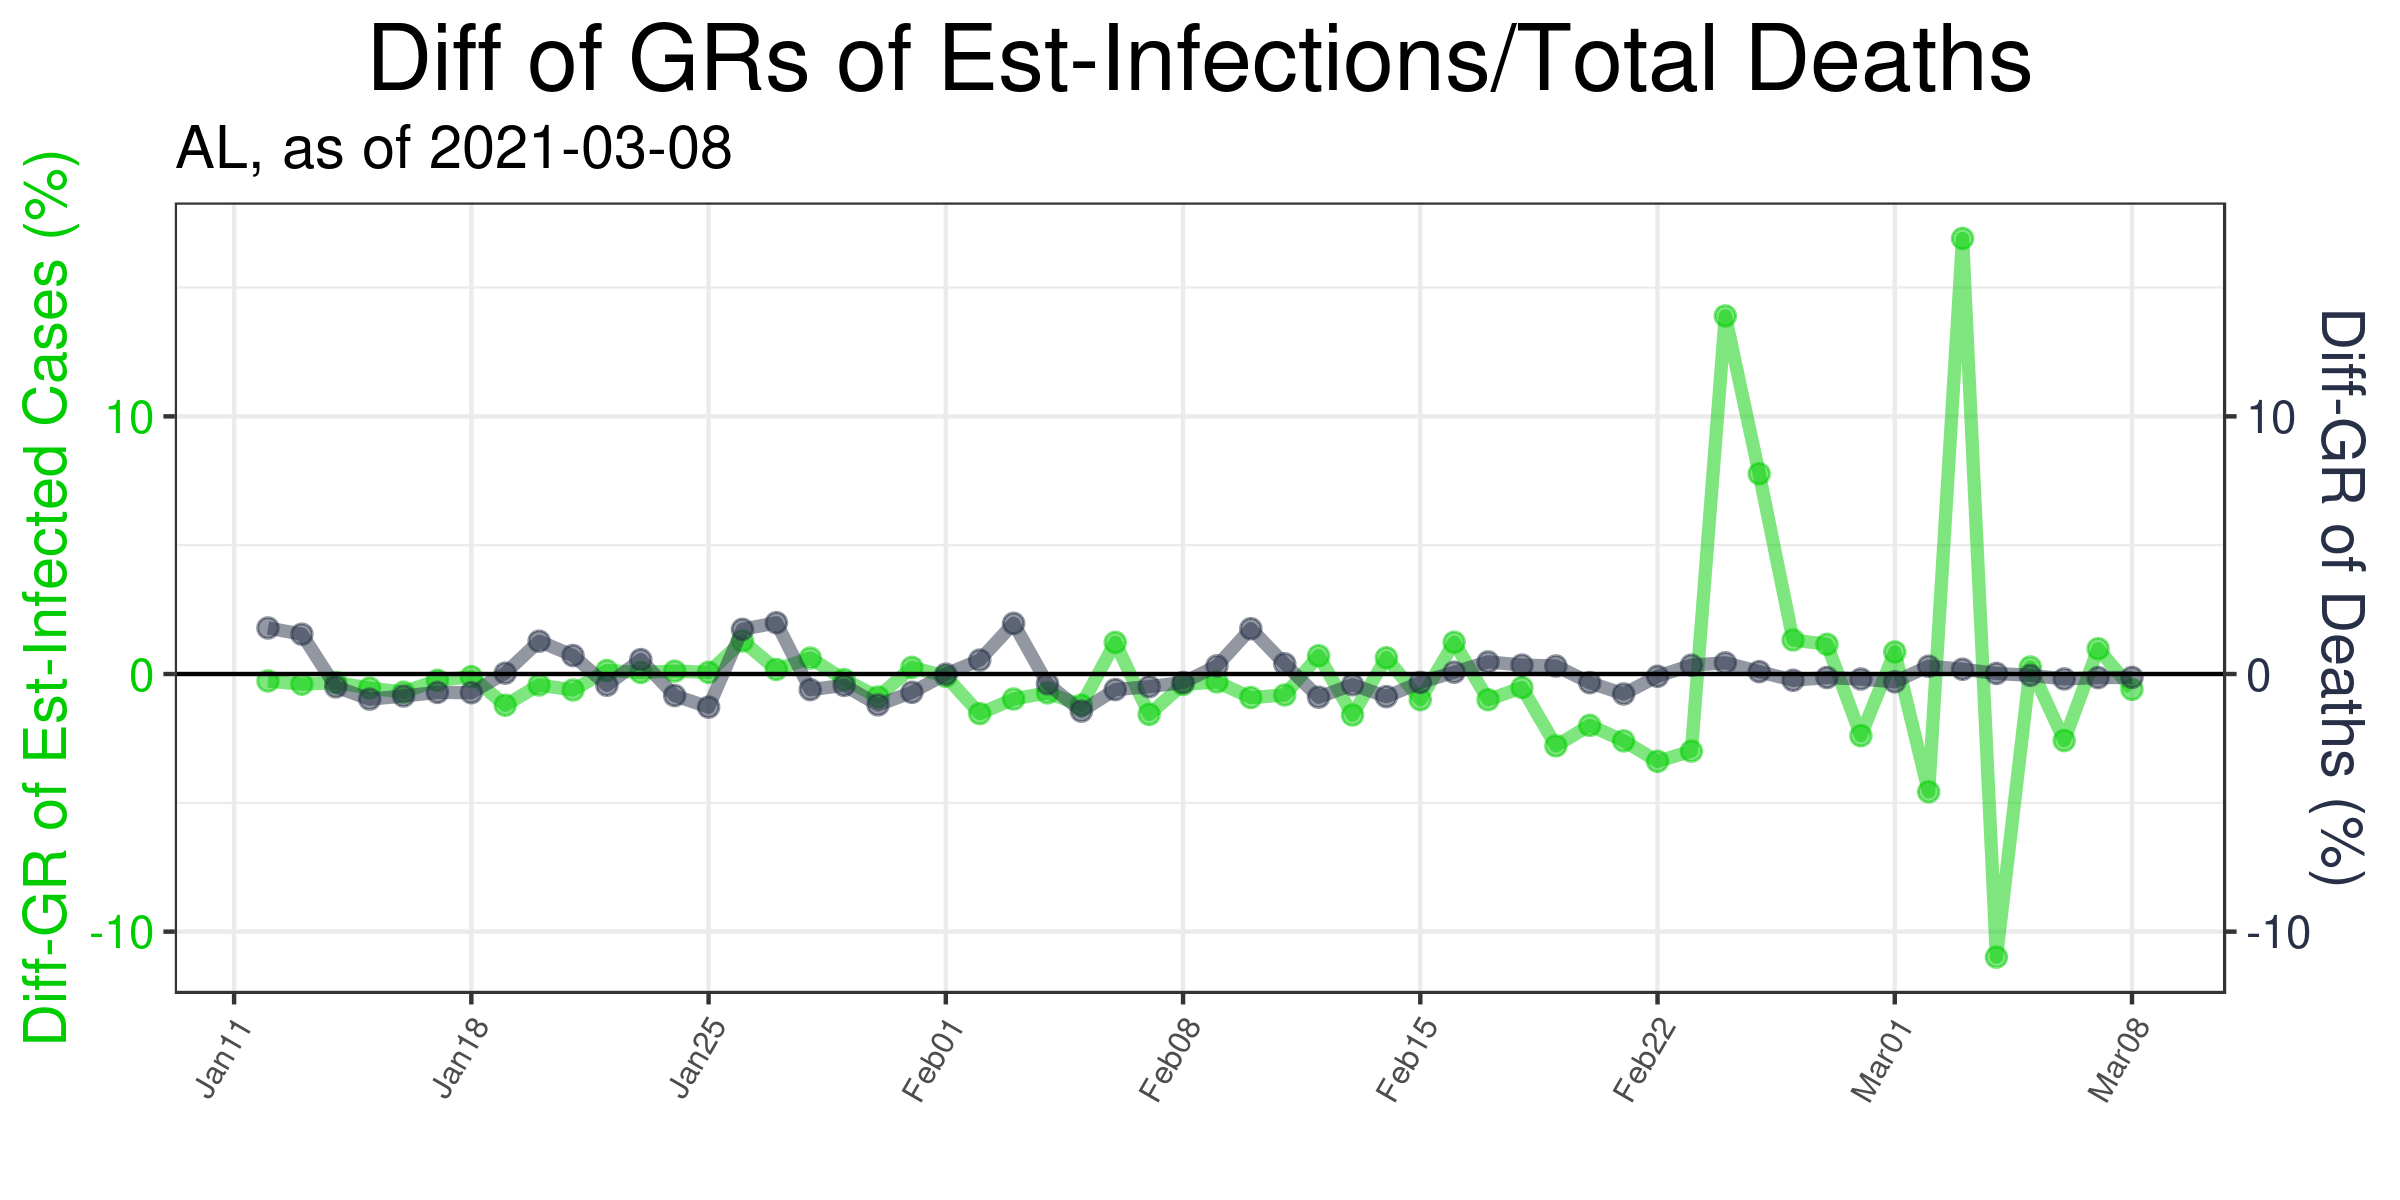 Diff of GRs of Est-Infections/Total Deaths
AL, as of 2021-03-08
Diff-GR of Est-Infected Cases (%)
10
0
-10
10
0
-10
Diff-GR of Deaths (%)
Jan11
Jan18
Jan25
Feb01
Feb08
Feb15
Feb22
Mar01
Mar08